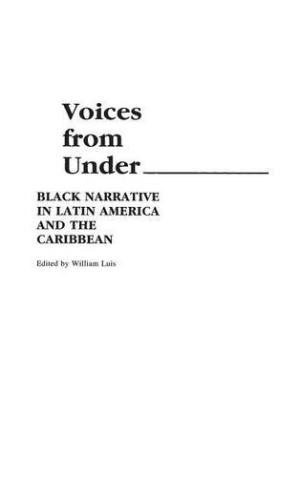 Voices
from
Under
BLACK NARRATIVE
IN LATIN AMERICA
AND THE
CARIBBEAN
Edited by William Luis